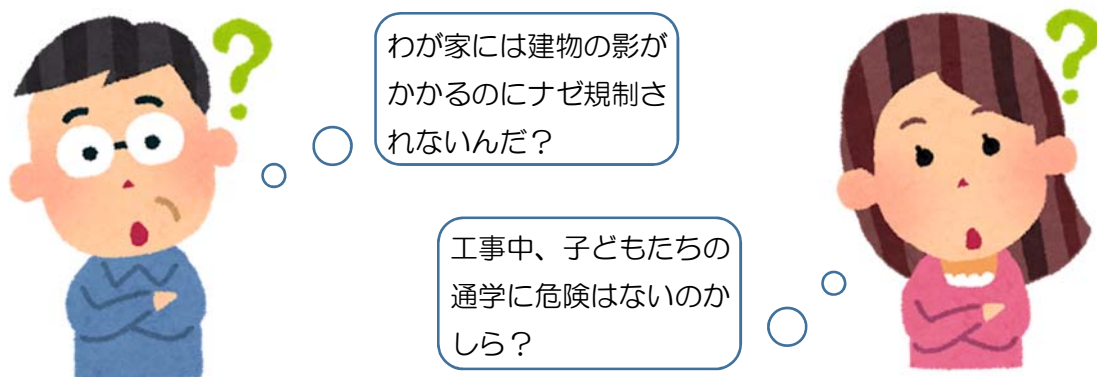 わが家には建物の影が
かかるのにナゼ規制さ
れないんだ？
工事中、子どもたちの
通学に危険はないのか
しら？